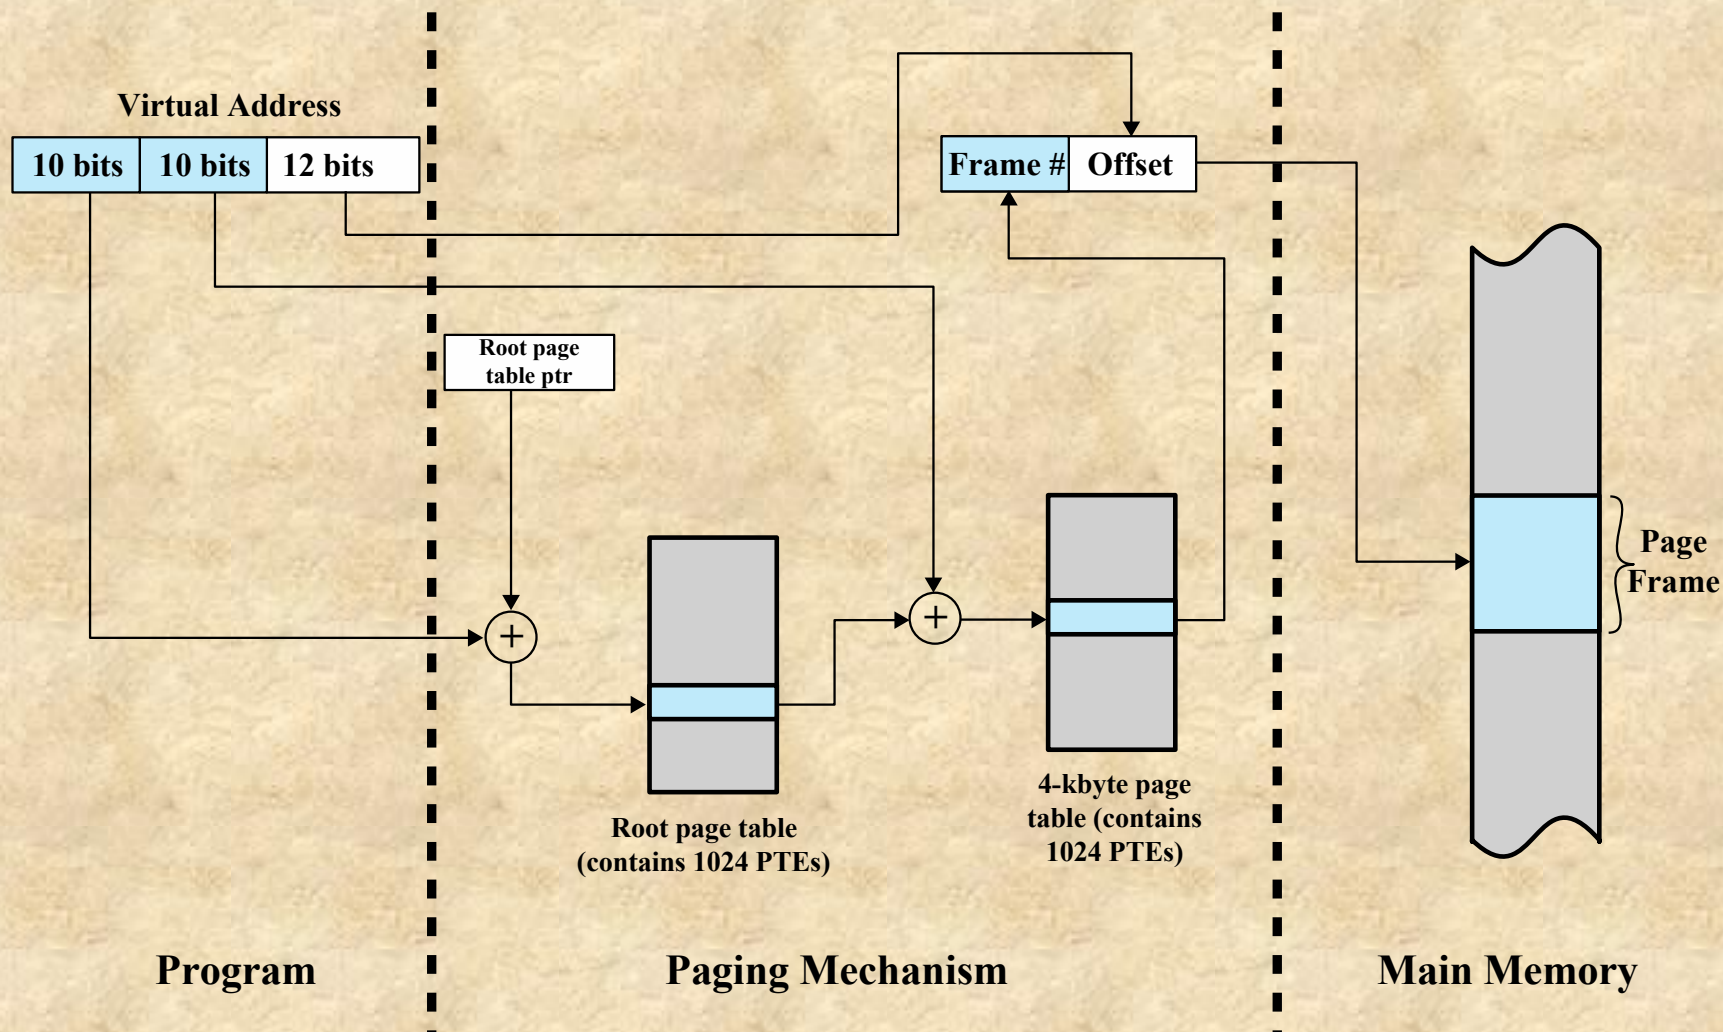 Virtual Address
10 bits 10 bits 12 bits
Frame # Offset
Root page
table ptr
+
+
Page
Frame
Root page table
(contains 1024 PTEs)
4-kbyte page
table (contains
1024 PTEs)
Program
Paging Mechanism
Main Memory